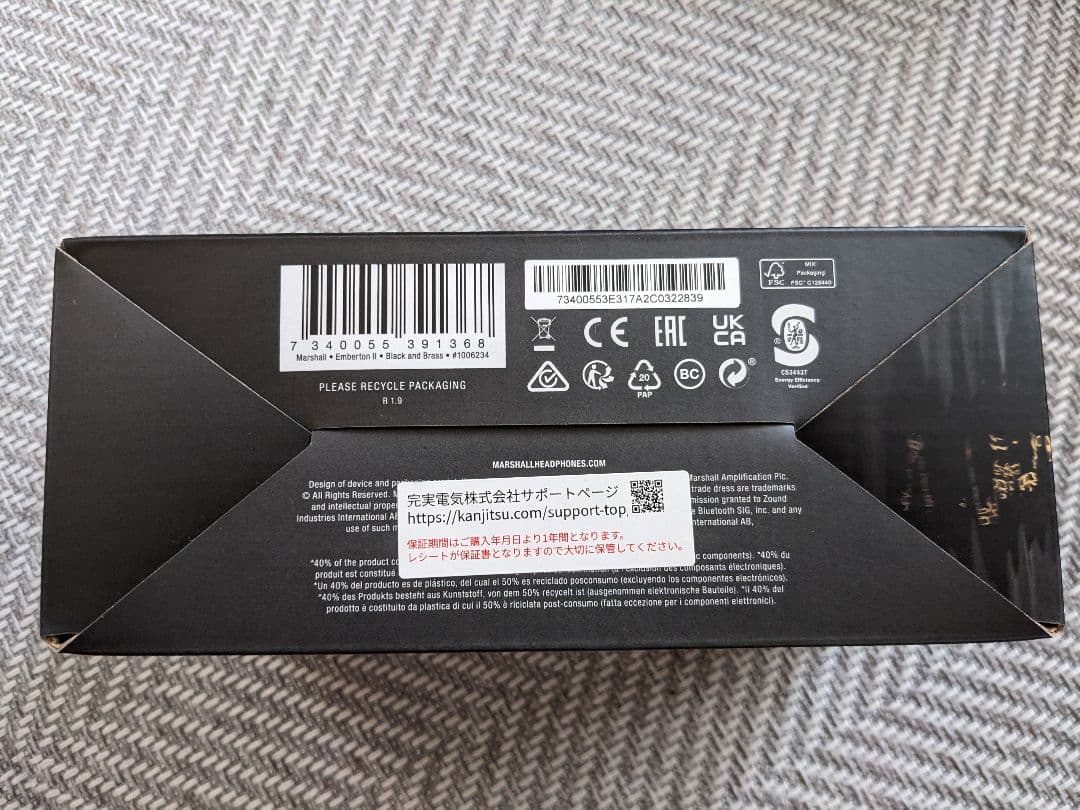 7 340055 391368
Marshall • Emberton II • Black and Brass • #1006234
PLEASE RECYCLE PACKAGING
R 1.9
73400553E317A2C0322839
FSC
MIX
Packaging
FSC® C126440
CE
EAC
UK
CA
20
PAP
BC
®
®
CS34437
Energy Efficiency
Verified
MARSHALLHEADPHONES.COM
Design of device and Marshall Amplification Plc.
© All Rights Reserved. trade dress are trademarks
and intellectual mission granted to Zound
Industries International Bluetooth SIG, Inc. and any
use of such International AB,
完実電気株式会社サポートページ
https://kanjitsu.com/support-top
保証期間はご購入年月日より1年間となります。
レシートが保証書となりますので大切に保管してください。
*40% of the product components). *40% du
produit est constitué (à l'exclusion des composants électroniques).
*Un 40% del producto es de plástico, del cual el 50% es reciclado posconsumo (excluyendo los componentes electrónicos).
*40% des Produkts besteht aus Kunststoff, von dem 50% recycelt ist (ausgenommen elektronische Bauteile). *Il 40% del
prodotto è costituito da plastica di cui il 50% è riciclata post-consumo (fatta eccezione per i componenti elettronici).